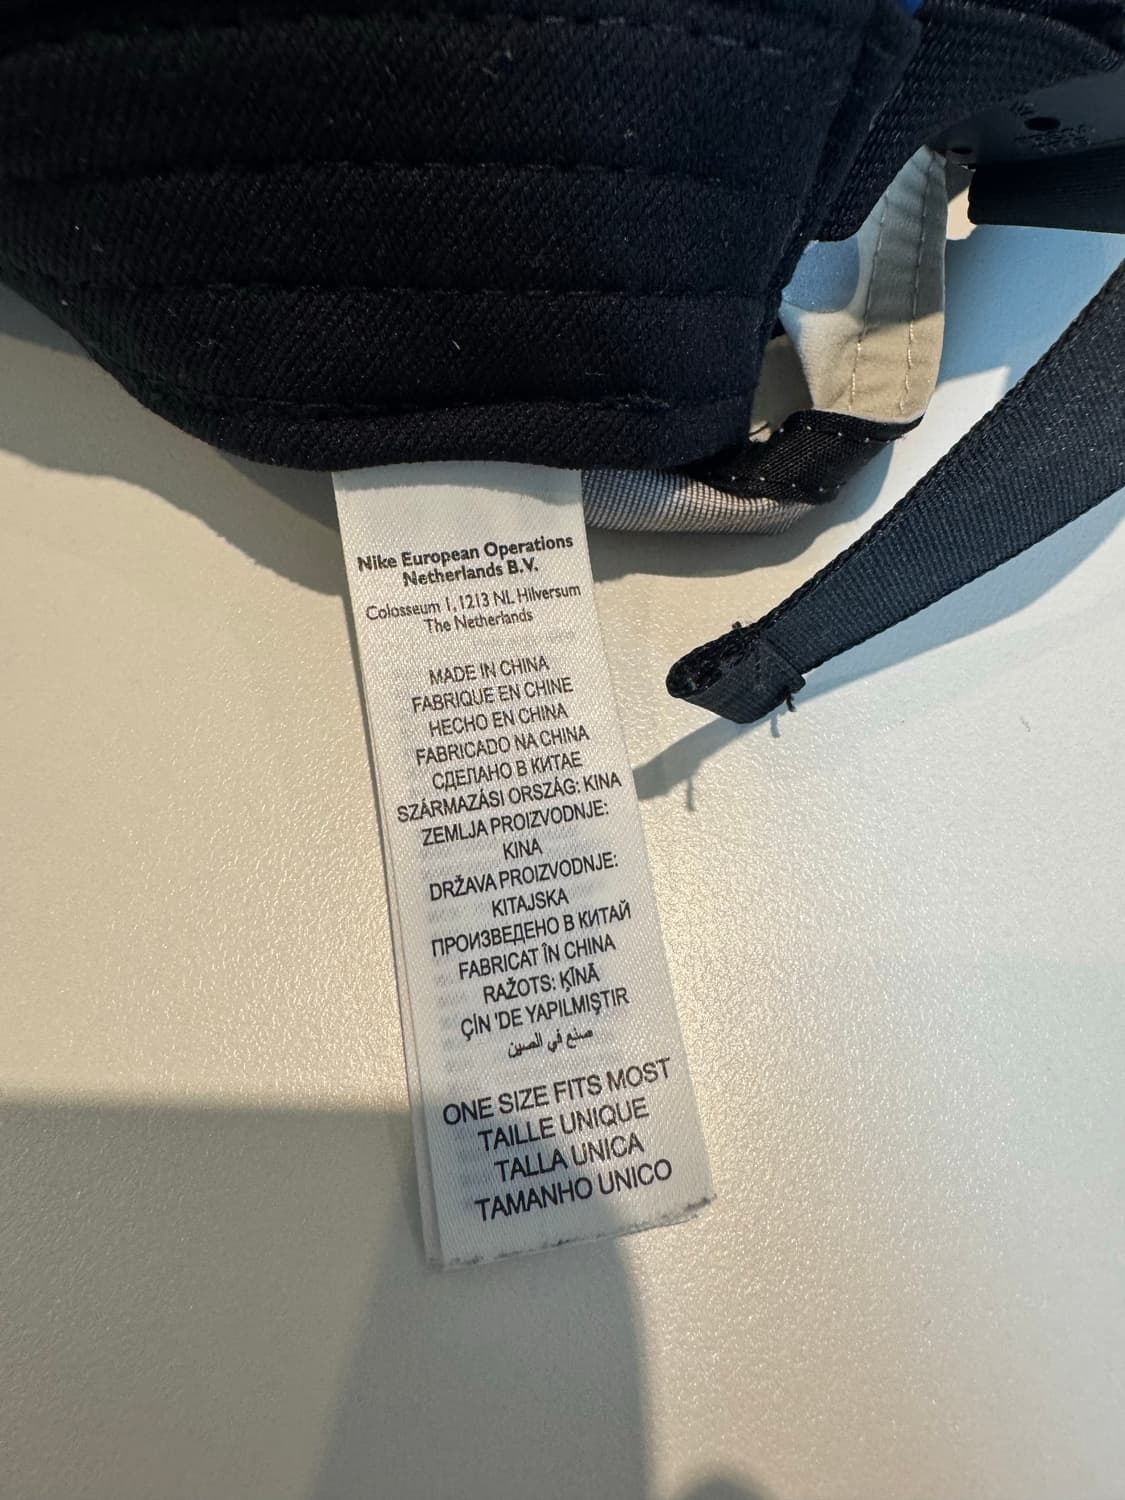 Nike European Operations
Netherlands B.V.
Colosseum 1, 1213 NL Hilversum
The Netherlands
MADE IN CHINA
FABRIQUE EN CHINE
HECHO EN CHINA
FABRICADO NA CHINA
СДЕЛАНО В КИТАЕ
SZÁRMAZÁSI ORSZÁG: KINA
ZEMLJA PROIZVODNJE:
KINA
DRŽAVA PROIZVODNJE:
KITAJSKA
ПРОИЗВЕДЕНО В КИТАЙ
FABRICAT ÎN CHINA
RAŽOTS: ĶĪNĀ
ÇİN 'DE YAPILMIŞTIR
صنع في الصين
ONE SIZE FITS MOST
TAILLE UNIQUE
TALLA UNICA
TAMANHO UNICO